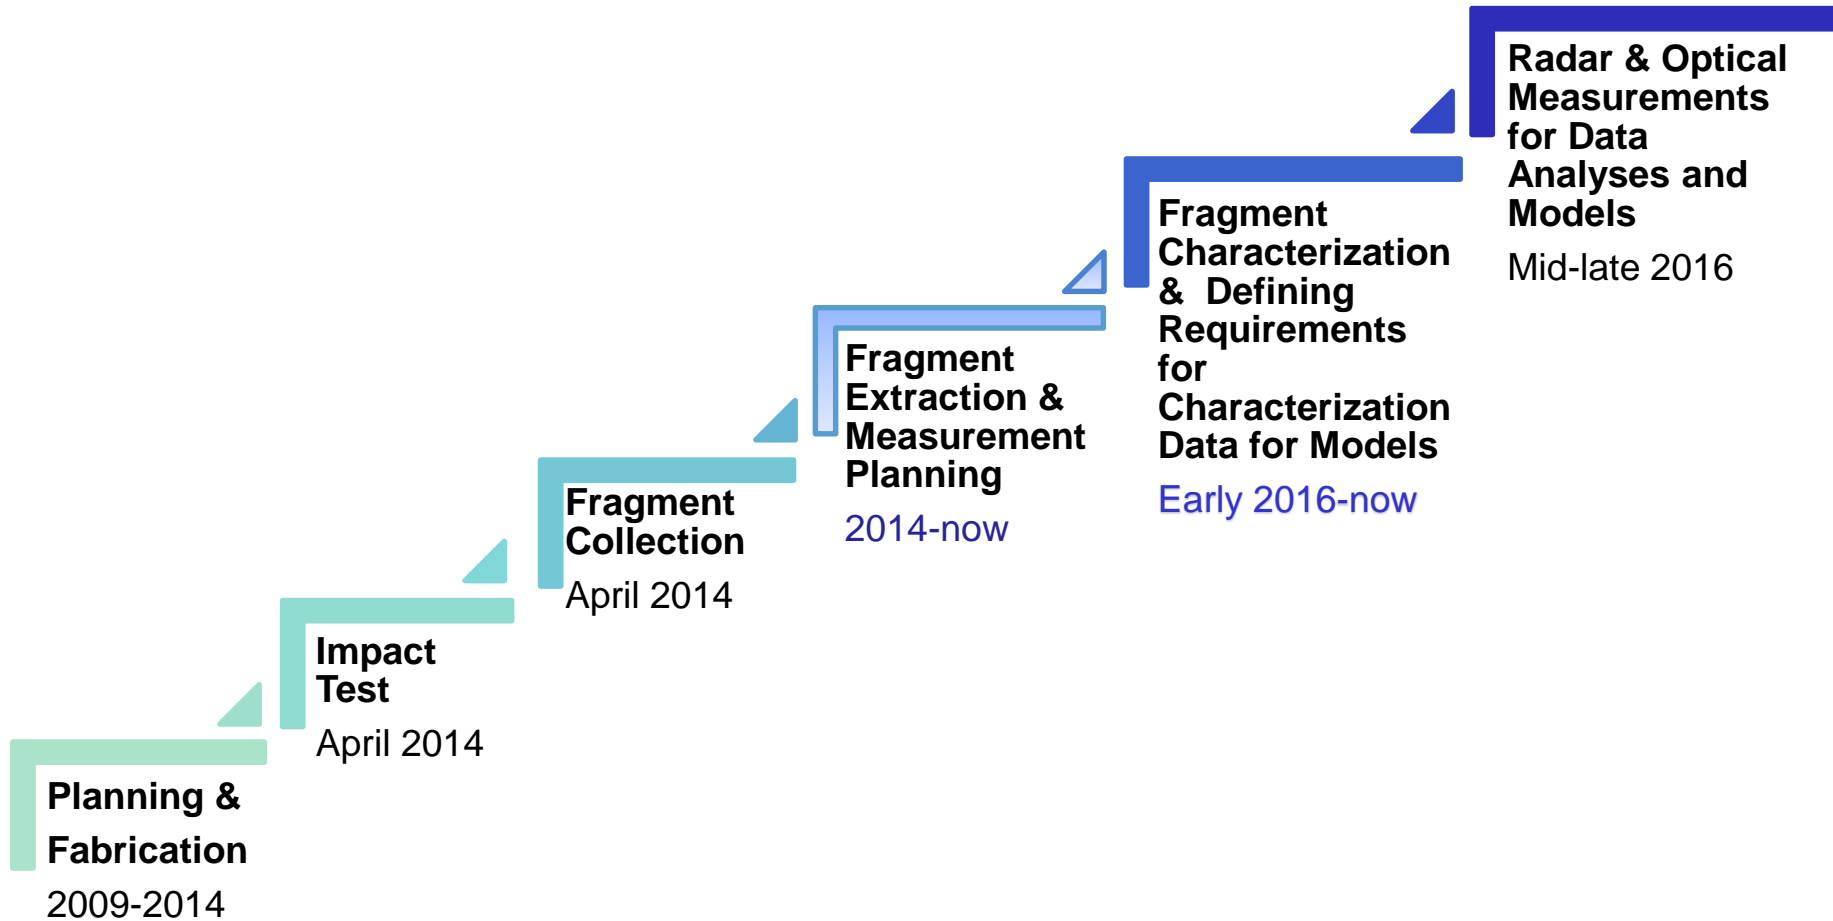 Planning &
Fabrication
2009-2014
Impact
Test
April 2014
Fragment
Collection
April 2014
Fragment
Extraction &
Measurement
Planning
2014-now
Fragment
Characterization
& Defining
Requirements
for
Characterization
Data for Models
Early 2016-now
Radar & Optical
Measurements
for Data
Analyses and
Models
Mid-late 2016